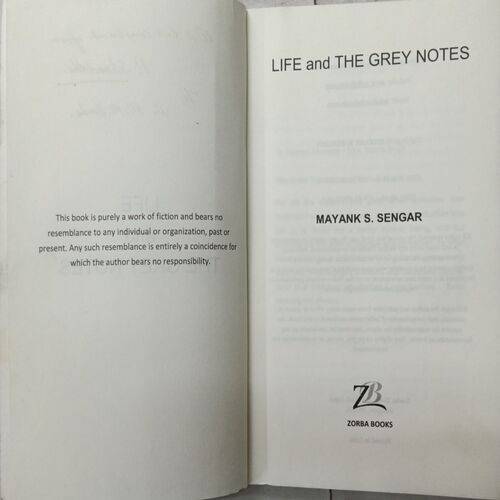 This book is purely a work of fiction and bears no
resemblance to any individual or organization, past or
present. Any such resemblance is entirely a coincidence for
which the author bears no responsibility.
LIFE and THE GREY NOTES
MAYANK S. SENGAR
ZB
ZORBA BOOKS